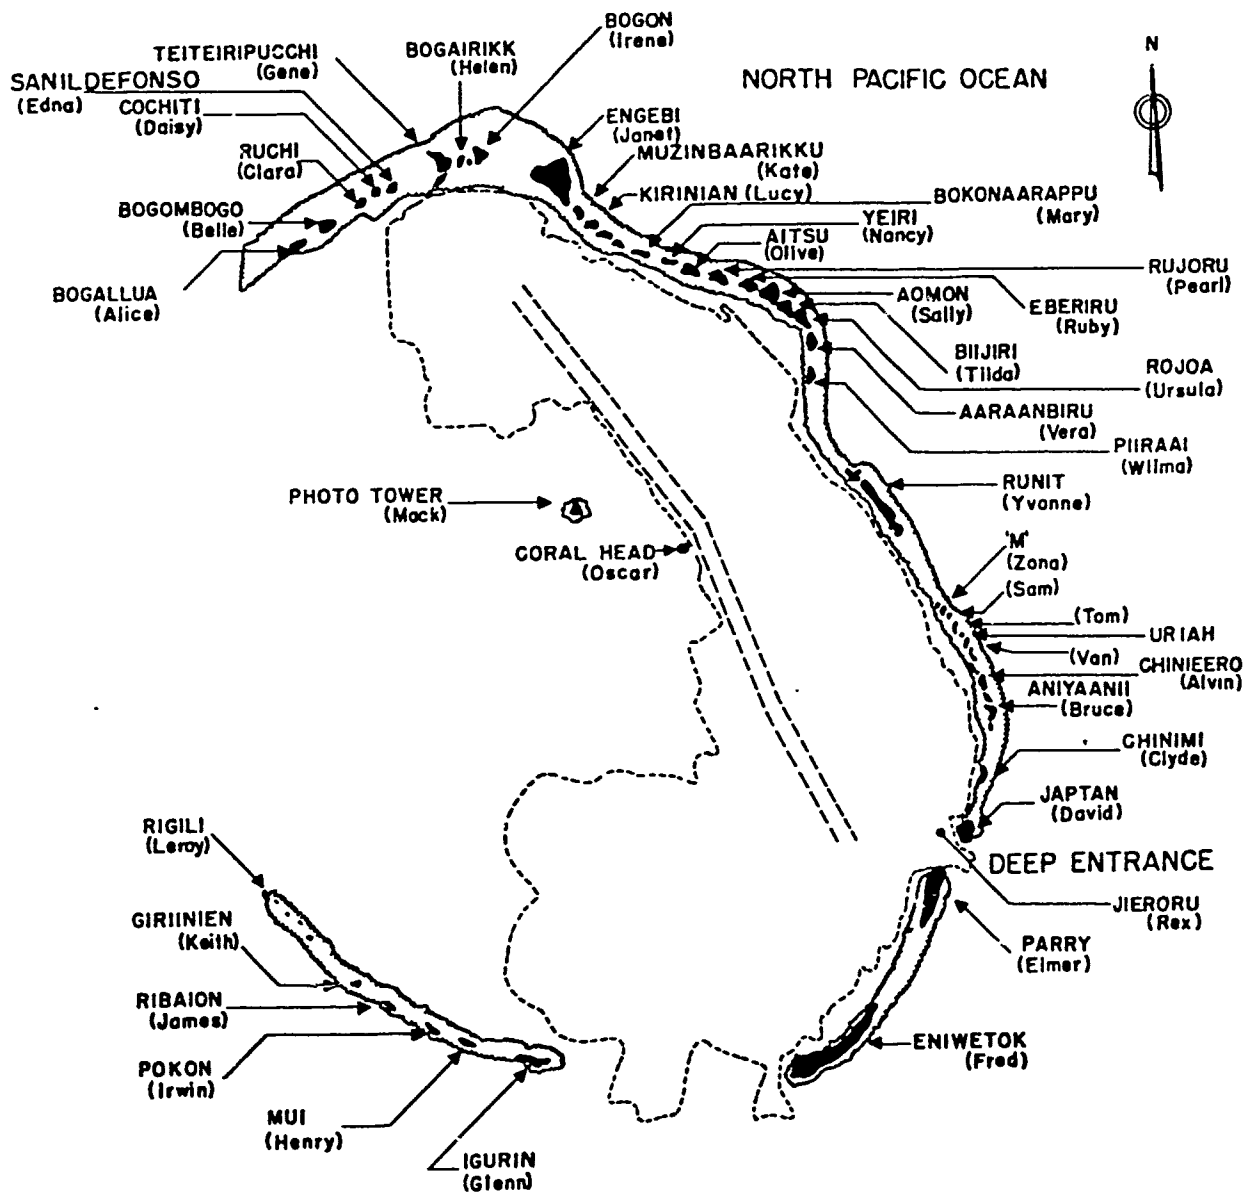 BOGON
(Irene)
TEITEIRIPUCCHI
(Gene)
BOGAIRIKK
(Helen)
SANILDEFONSO
(Edna)
COCHITI
(Daisy)
RUCHI
(Clara)
BOGOMBOGO
(Belle)
BOGALLUA
(Alice)
NORTH PACIFIC OCEAN
N
ENGEBI
(Janet)
MUZINBAARIKKU
(Kate)
KIRINIAN (Lucy)
BOKONAARAPPU
(Mary)
YEIRI
(Nancy)
AITSU
(Olive)
RUJORU
(Pearl)
EBERIRU
(Ruby)
AOMON
(Sally)
BIIJIRI
(Tilda)
ROJOA
(Ursula)
AARAANBIRU
(Vera)
PIIRAAI
(Wilma)
RUNIT
(Yvonne)
PHOTO TOWER
(Mack)
CORAL HEAD
(Oscar)
'M'
(Zona)
(Sam)
(Tom)
URIAH
(Van)
CHINIEERO
(Alvin)
ANIYAANII
(Bruce)
CHINIMI
(Clyde)
JAPTAN
(David)
DEEP ENTRANCE
JIERORU
(Rex)
PARRY
(Elmer)
ENIWETOK
(Fred)
RIGILI
(Leroy)
GIRIINIEN
(Keith)
RIBAION
(James)
POKON
(Irwin)
MUI
(Henry)
IGURIN
(Glenn)